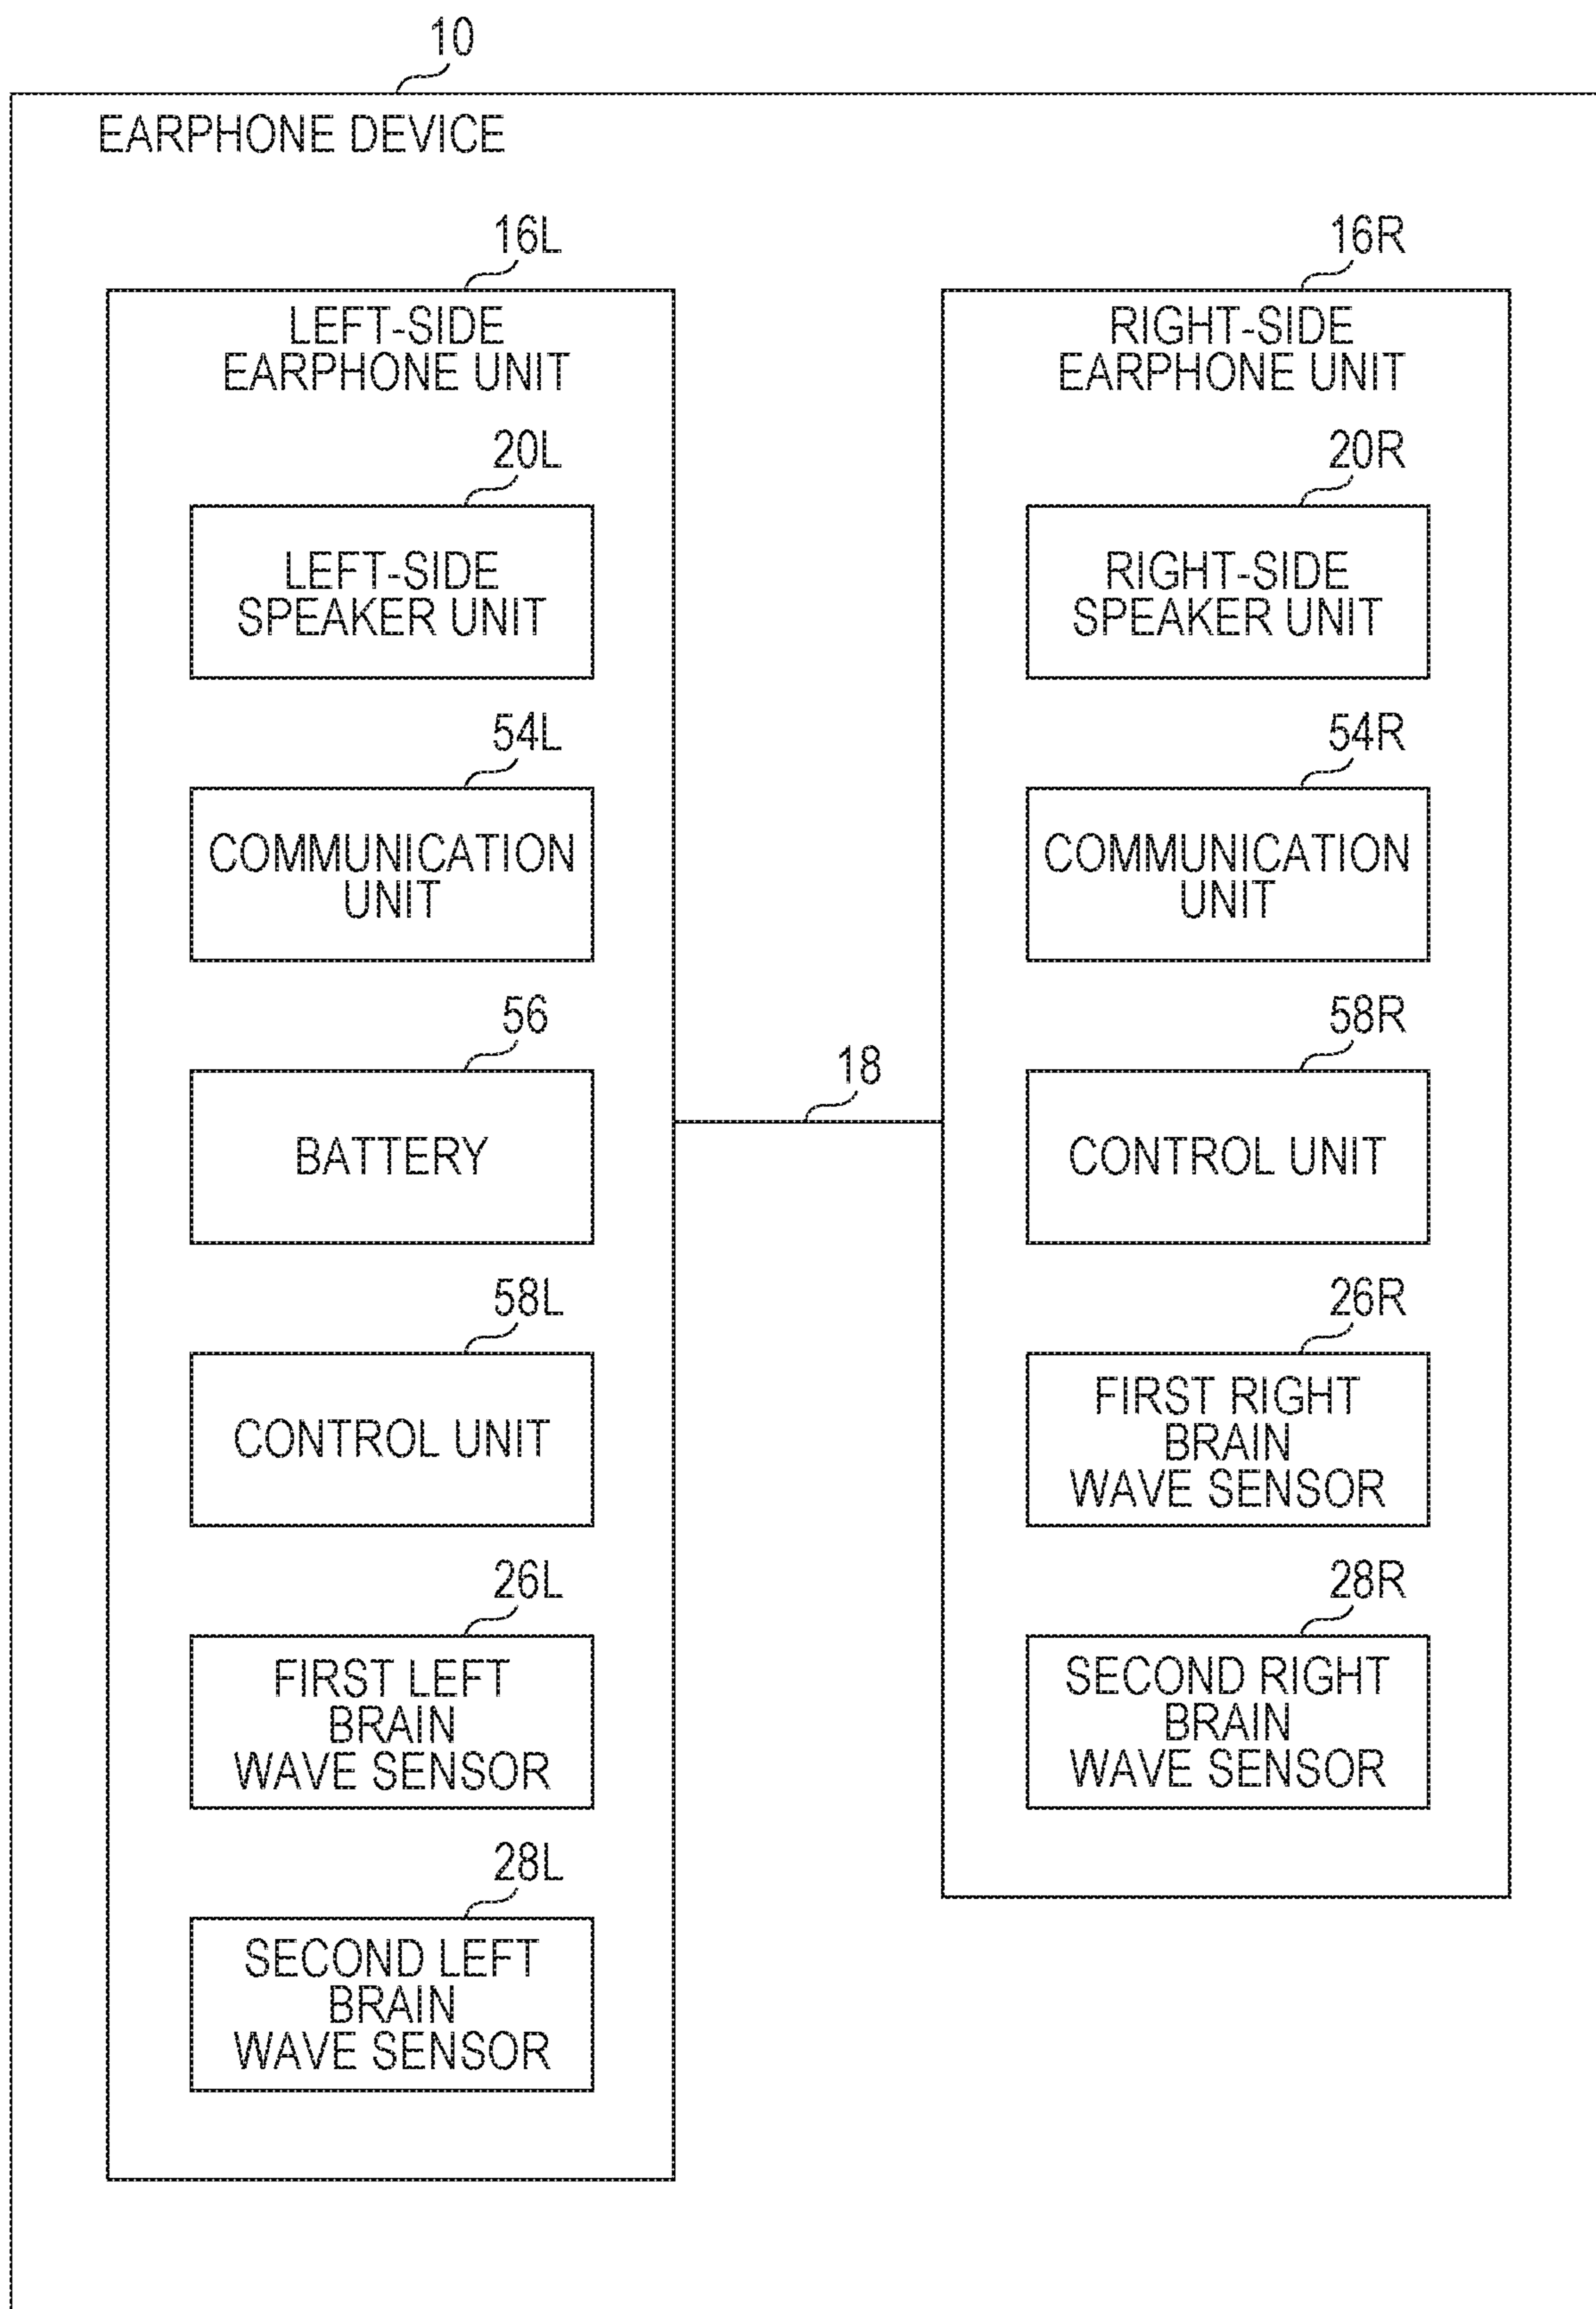 10
EARPHONE DEVICE
16L
LEFT-SIDE
EARPHONE UNIT
20L
LEFT-SIDE
SPEAKER UNIT
54L
COMMUNICATION
UNIT
56
BATTERY
58L
CONTROL UNIT
26L
FIRST LEFT
BRAIN
WAVE SENSOR
28L
SECOND LEFT
BRAIN
WAVE SENSOR
18
16R
RIGHT-SIDE
EARPHONE UNIT
20R
RIGHT-SIDE
SPEAKER UNIT
54R
COMMUNICATION
UNIT
58R
CONTROL UNIT
26R
FIRST RIGHT
BRAIN
WAVE SENSOR
28R
SECOND RIGHT
BRAIN
WAVE SENSOR